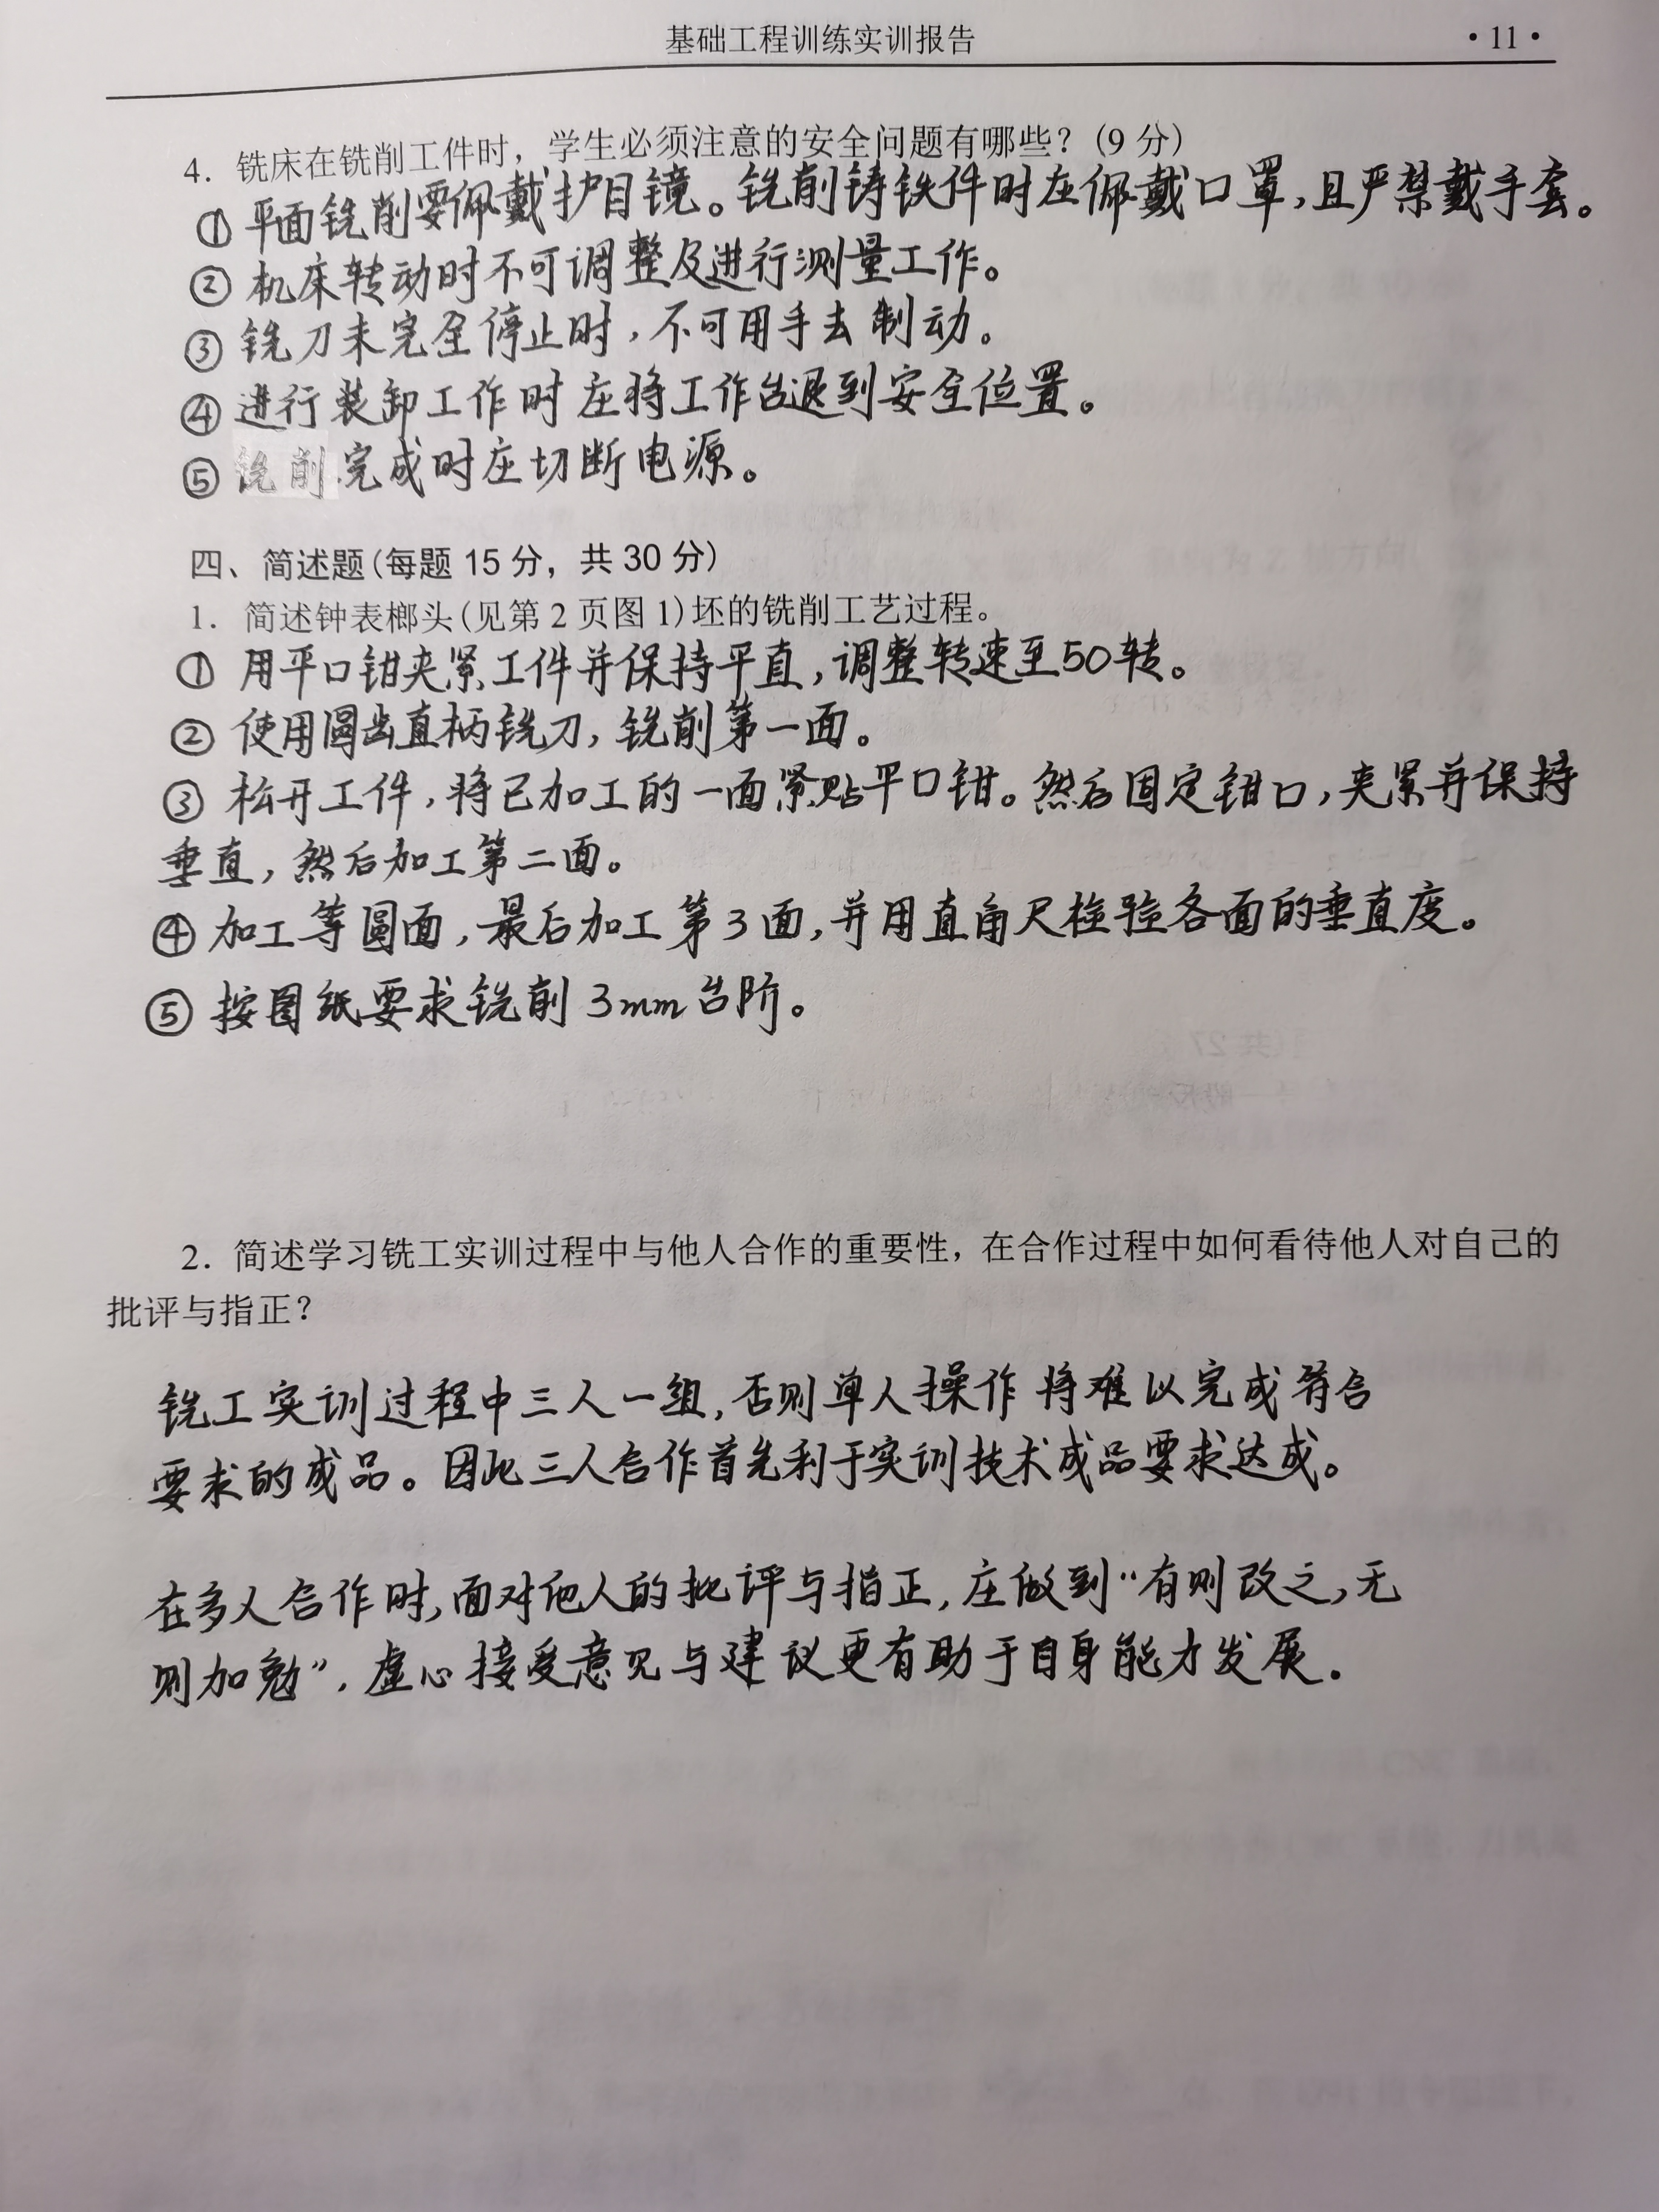 基础工程训练实训报告 ·11·
4. 铣床在铣削工件时，学生必须注意的安全问题有哪些？(9 分)
① 平面铣削要佩戴护目镜。铣削铸铁件时应佩戴口罩，且严禁戴手套。
② 机床转动时不可调整及进行测量工作。
③ 铣刀未完全停止时，不可用手去制动。
④ 进行装卸工作时应将工作台退到安全位置。
⑤ 铣削完成时应切断电源。
四、简述题(每题 15 分，共 30 分)
1. 简述钟表榔头(见第 2 页图 1)坯的铣削工艺过程。
① 用平口钳夹紧工件并保持平直，调整转速至50转。
② 使用圆齿直柄铣刀，铣削第一面。
③ 松开工件，将已加工的一面紧贴平口钳。然后固定钳口，夹紧并保持
垂直，然后加工第二面。
④ 加工等圆面，最后加工第3面，并用直角尺检验各面的垂直度。
⑤ 按图纸要求铣削 3mm台阶。
2. 简述学习铣工实训过程中与他人合作的重要性，在合作过程中如何看待他人对自己的
批评与指正？
铣工实训过程中三人一组，否则单人操作将难以完成符合
要求的成品。因此三人合作首先利于实训技术成品要求达成。
在多人合作时，面对他人的批评与指正，应做到“有则改之，无
则加勉”，虚心接受意见与建议更有助于自身能力发展。